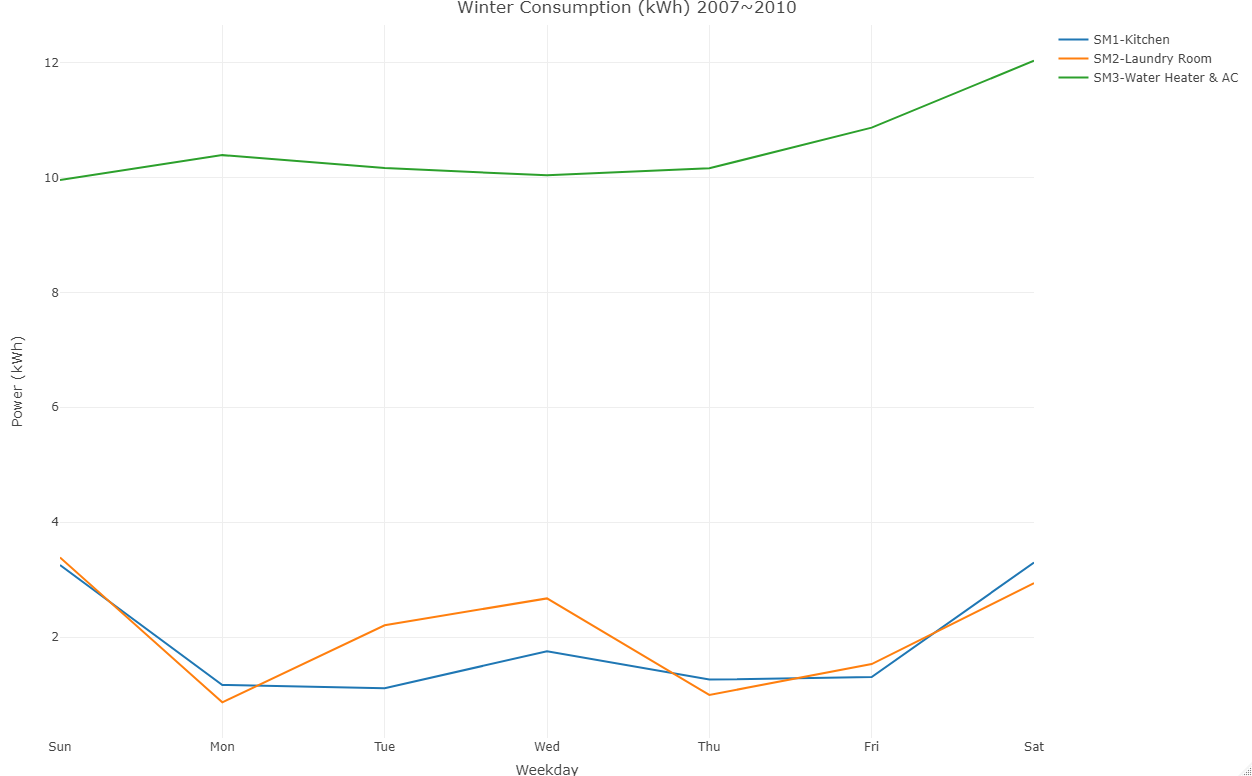 Winter Consumption (kWh) 2007~2010
SM1-Kitchen
SM2-Laundry Room
SM3-Water Heater & AC
12
10
8
6
4
2
Power (kWh)
Sun Mon Tue Wed Thu Fri Sat
Weekday